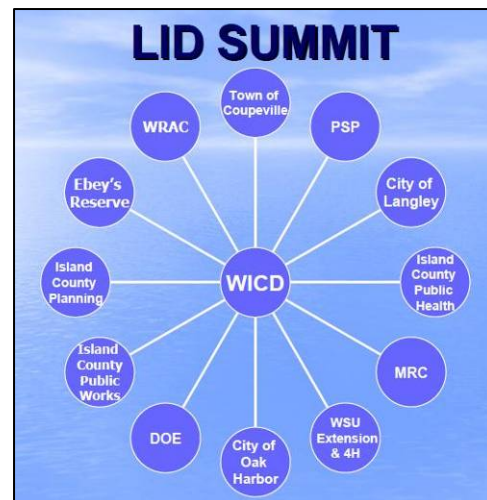 LID SUMMIT
Town of
Coupeville
PSP
City of
Langley
Island
County
Public
Health
MRC
WSU
Extension
& 4H
City of
Oak
Harbor
DOE
Island
County
Public
Works
Island
County
Planning
Ebey's
Reserve
WRAC
WICD